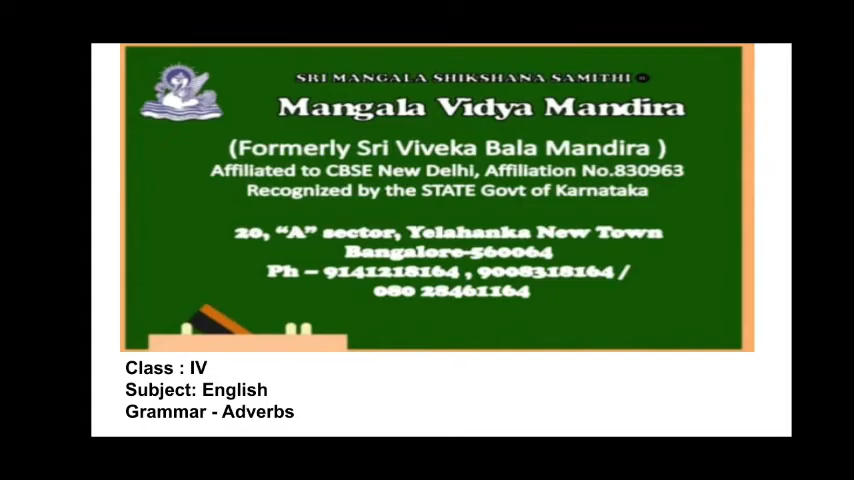 SRI MANGALA SHIKSHANA SAMITHI ®
Mangala Vidya Mandira
(Formerly Sri Viveka Bala Mandira )
Affiliated to CBSE New Delhi, Affiliation No.830963
Recognized by the STATE Govt of Karnataka
20, “A” sector, Yelahanka New Town
Bangalore-560064
Ph – 9141218164 , 9008318164 /
080 28461164
Class : IV
Subject: English
Grammar - Adverbs